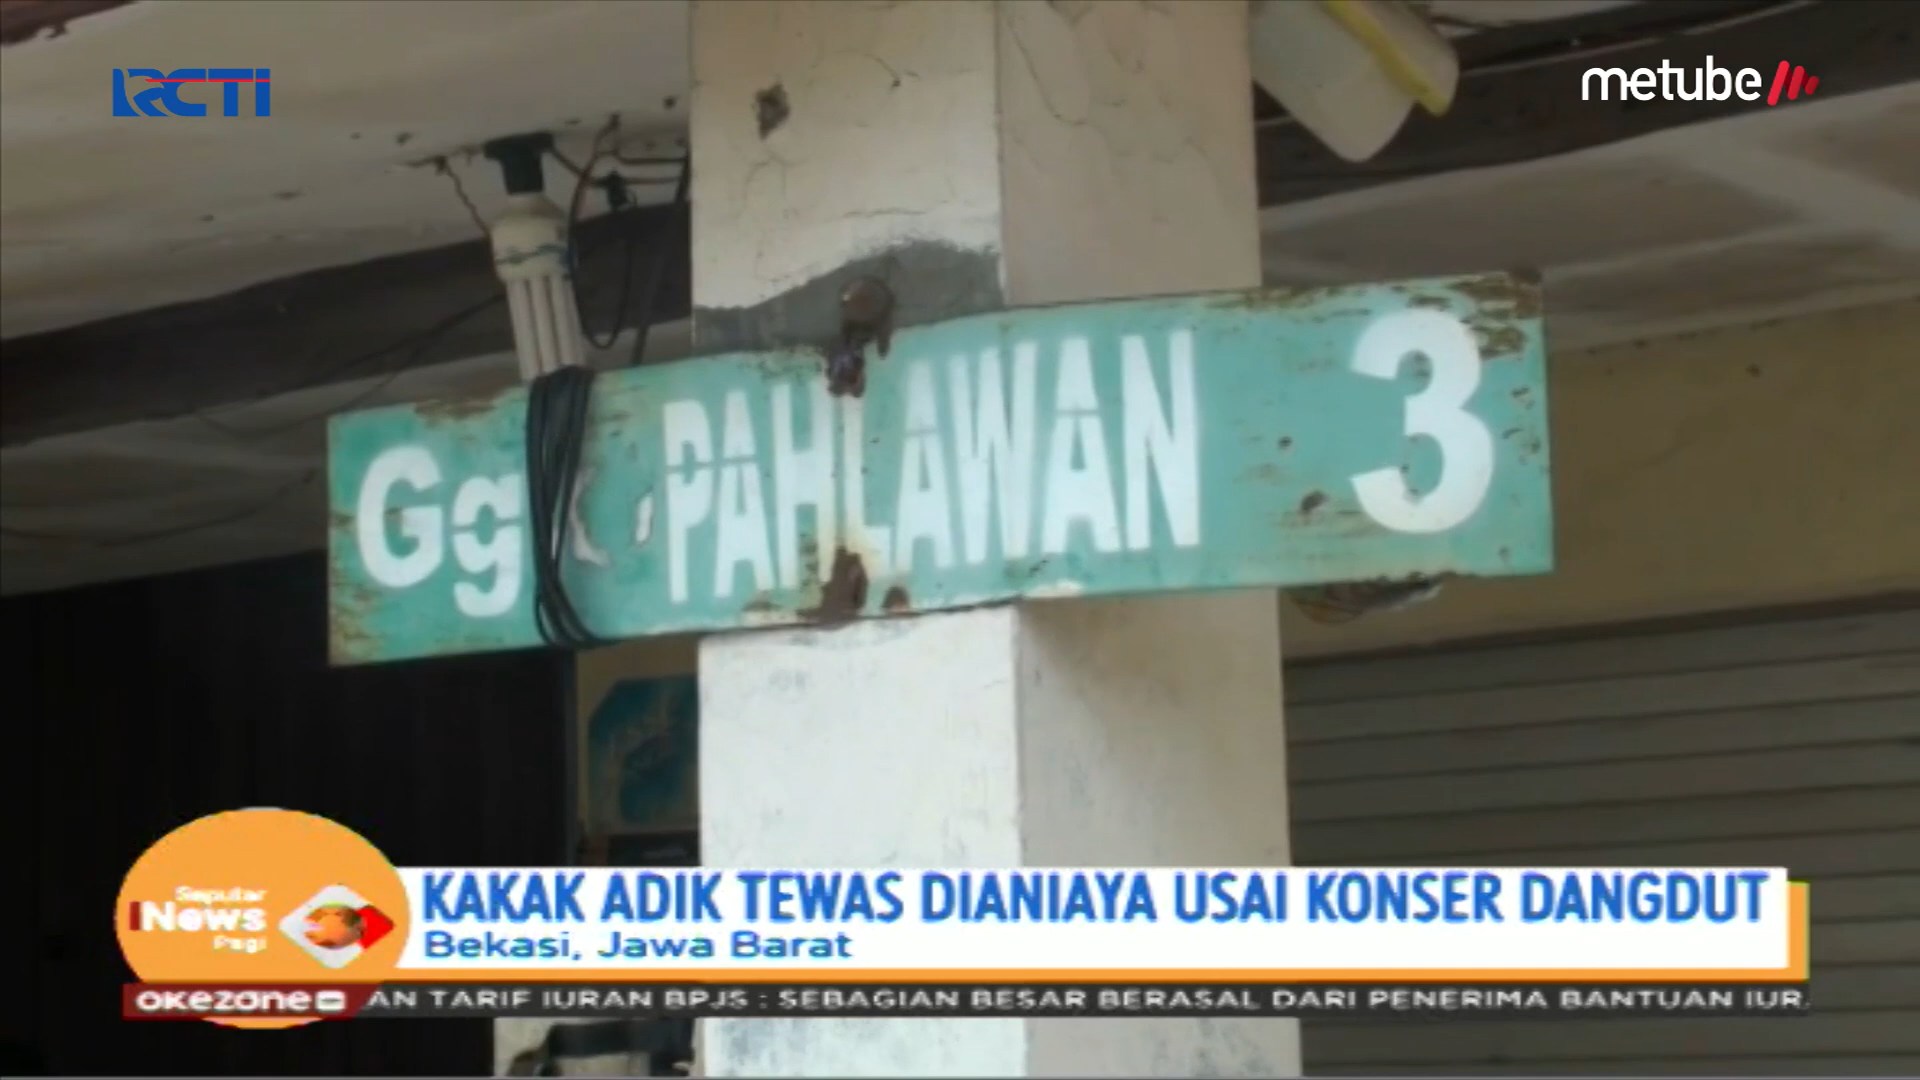 RCTI
metube
Gg PAHLAWAN 3
Seputar
iNews
Pagi
KAKAK ADIK TEWAS DIANIAYA USAI KONSER DANGDUT
Bekasi, Jawa Barat
okezone
AN TARIF IURAN BPJS : SEBAGIAN BESAR BERASAL DARI PENERIMA BANTUAN IUR